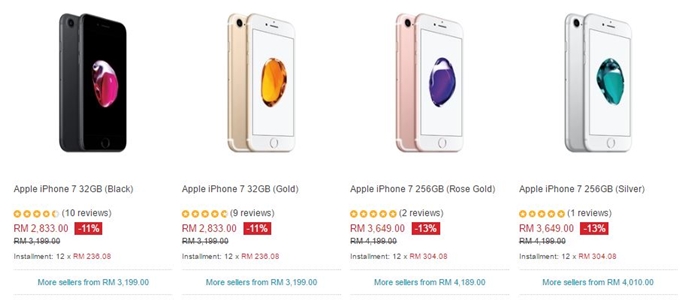 Apple iPhone 7 32GB (Black)
(10 reviews)
RM 2,833.00 -11%
RM 3,199.00
Installment: 12 x RM 236.08
More sellers from RM 3,199.00
Apple iPhone 7 32GB (Gold)
(9 reviews)
RM 2,833.00 -11%
RM 3,199.00
Installment: 12 x RM 236.08
More sellers from RM 3,199.00
Apple iPhone 7 256GB (Rose Gold)
(2 reviews)
RM 3,649.00 -13%
RM 4,199.00
Installment: 12 x RM 304.08
More sellers from RM 4,189.00
Apple iPhone 7 256GB (Silver)
(1 reviews)
RM 3,649.00 -13%
RM 4,199.00
Installment: 12 x RM 304.08
More sellers from RM 4,010.00